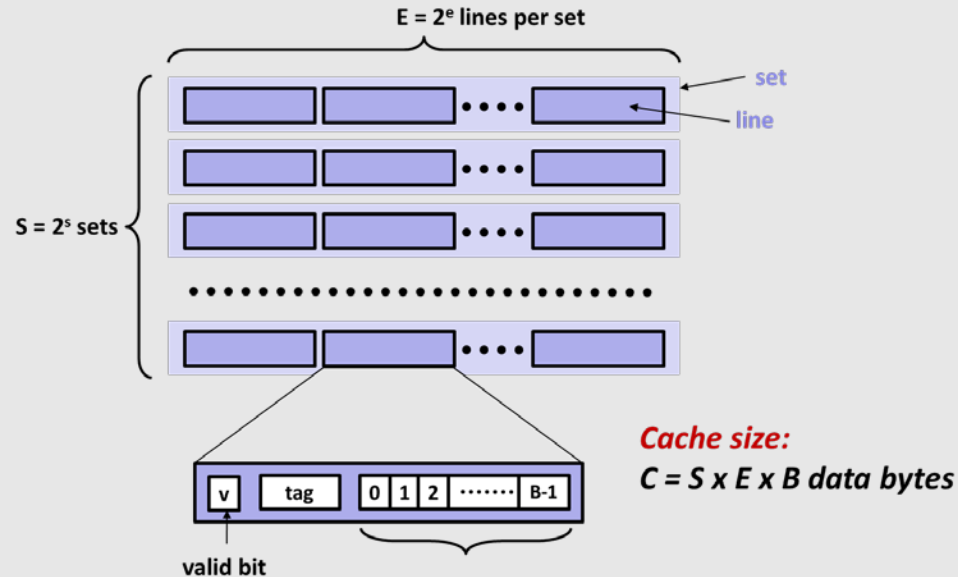 E = 2ᵉ lines per set
set
line
S = 2ˢ sets
Cache size:
C = S x E x B data bytes
v tag 0 1 2 ······· B-1
valid bit